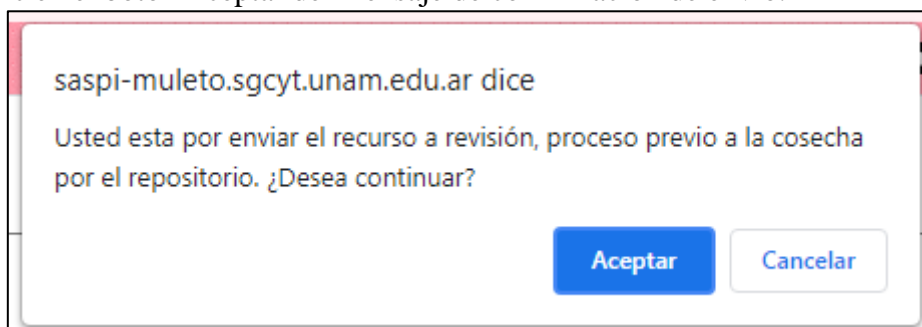 saspi-muleto.sgcyt.unam.edu.ar dice
Usted esta por enviar el recurso a revisión, proceso previo a la cosecha
por el repositorio. ¿Desea continuar?
Aceptar Cancelar